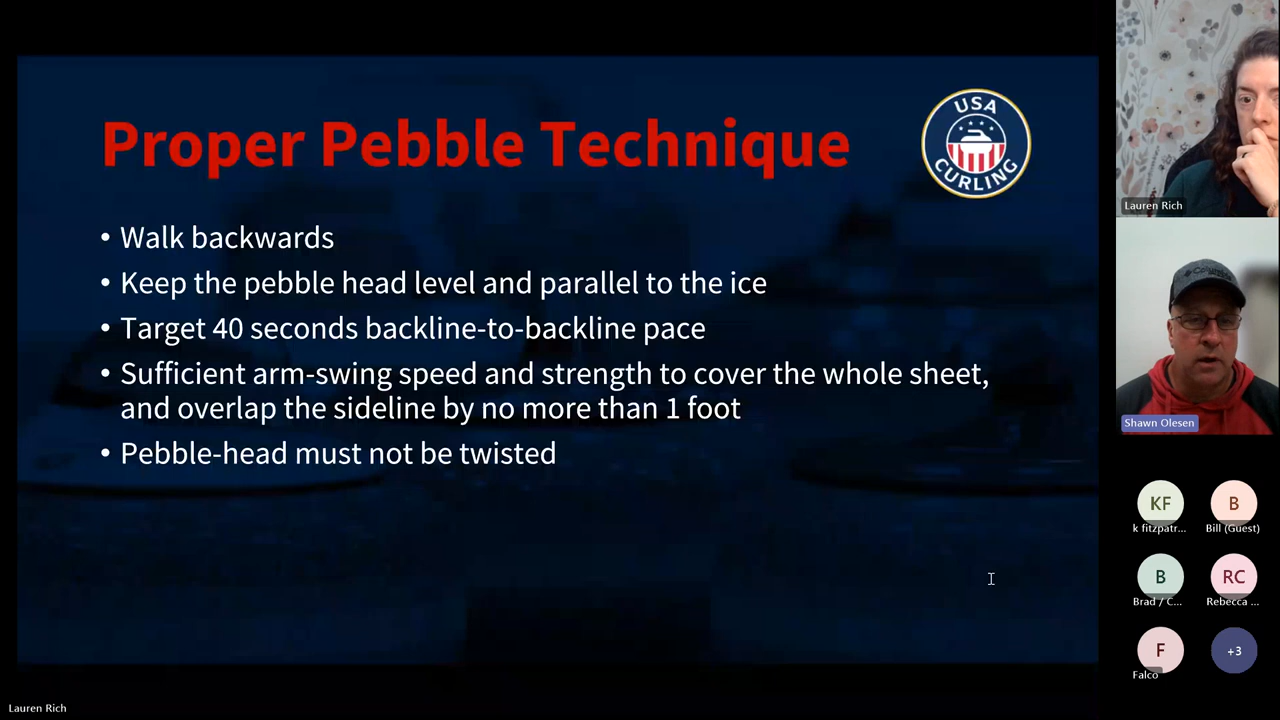 Proper Pebble Technique
USA
CURLING
• Walk backwards
• Keep the pebble head level and parallel to the ice
• Target 40 seconds backline-to-backline pace
• Sufficient arm-swing speed and strength to cover the whole sheet,
and overlap the sideline by no more than 1 foot
• Pebble-head must not be twisted
Lauren Rich
Columbia
Shawn Olesen
KF
k fitzpatr...
B
Bill (Guest)
B
Brad / C...
RC
Rebecca ...
F
Falco
+3
Lauren Rich